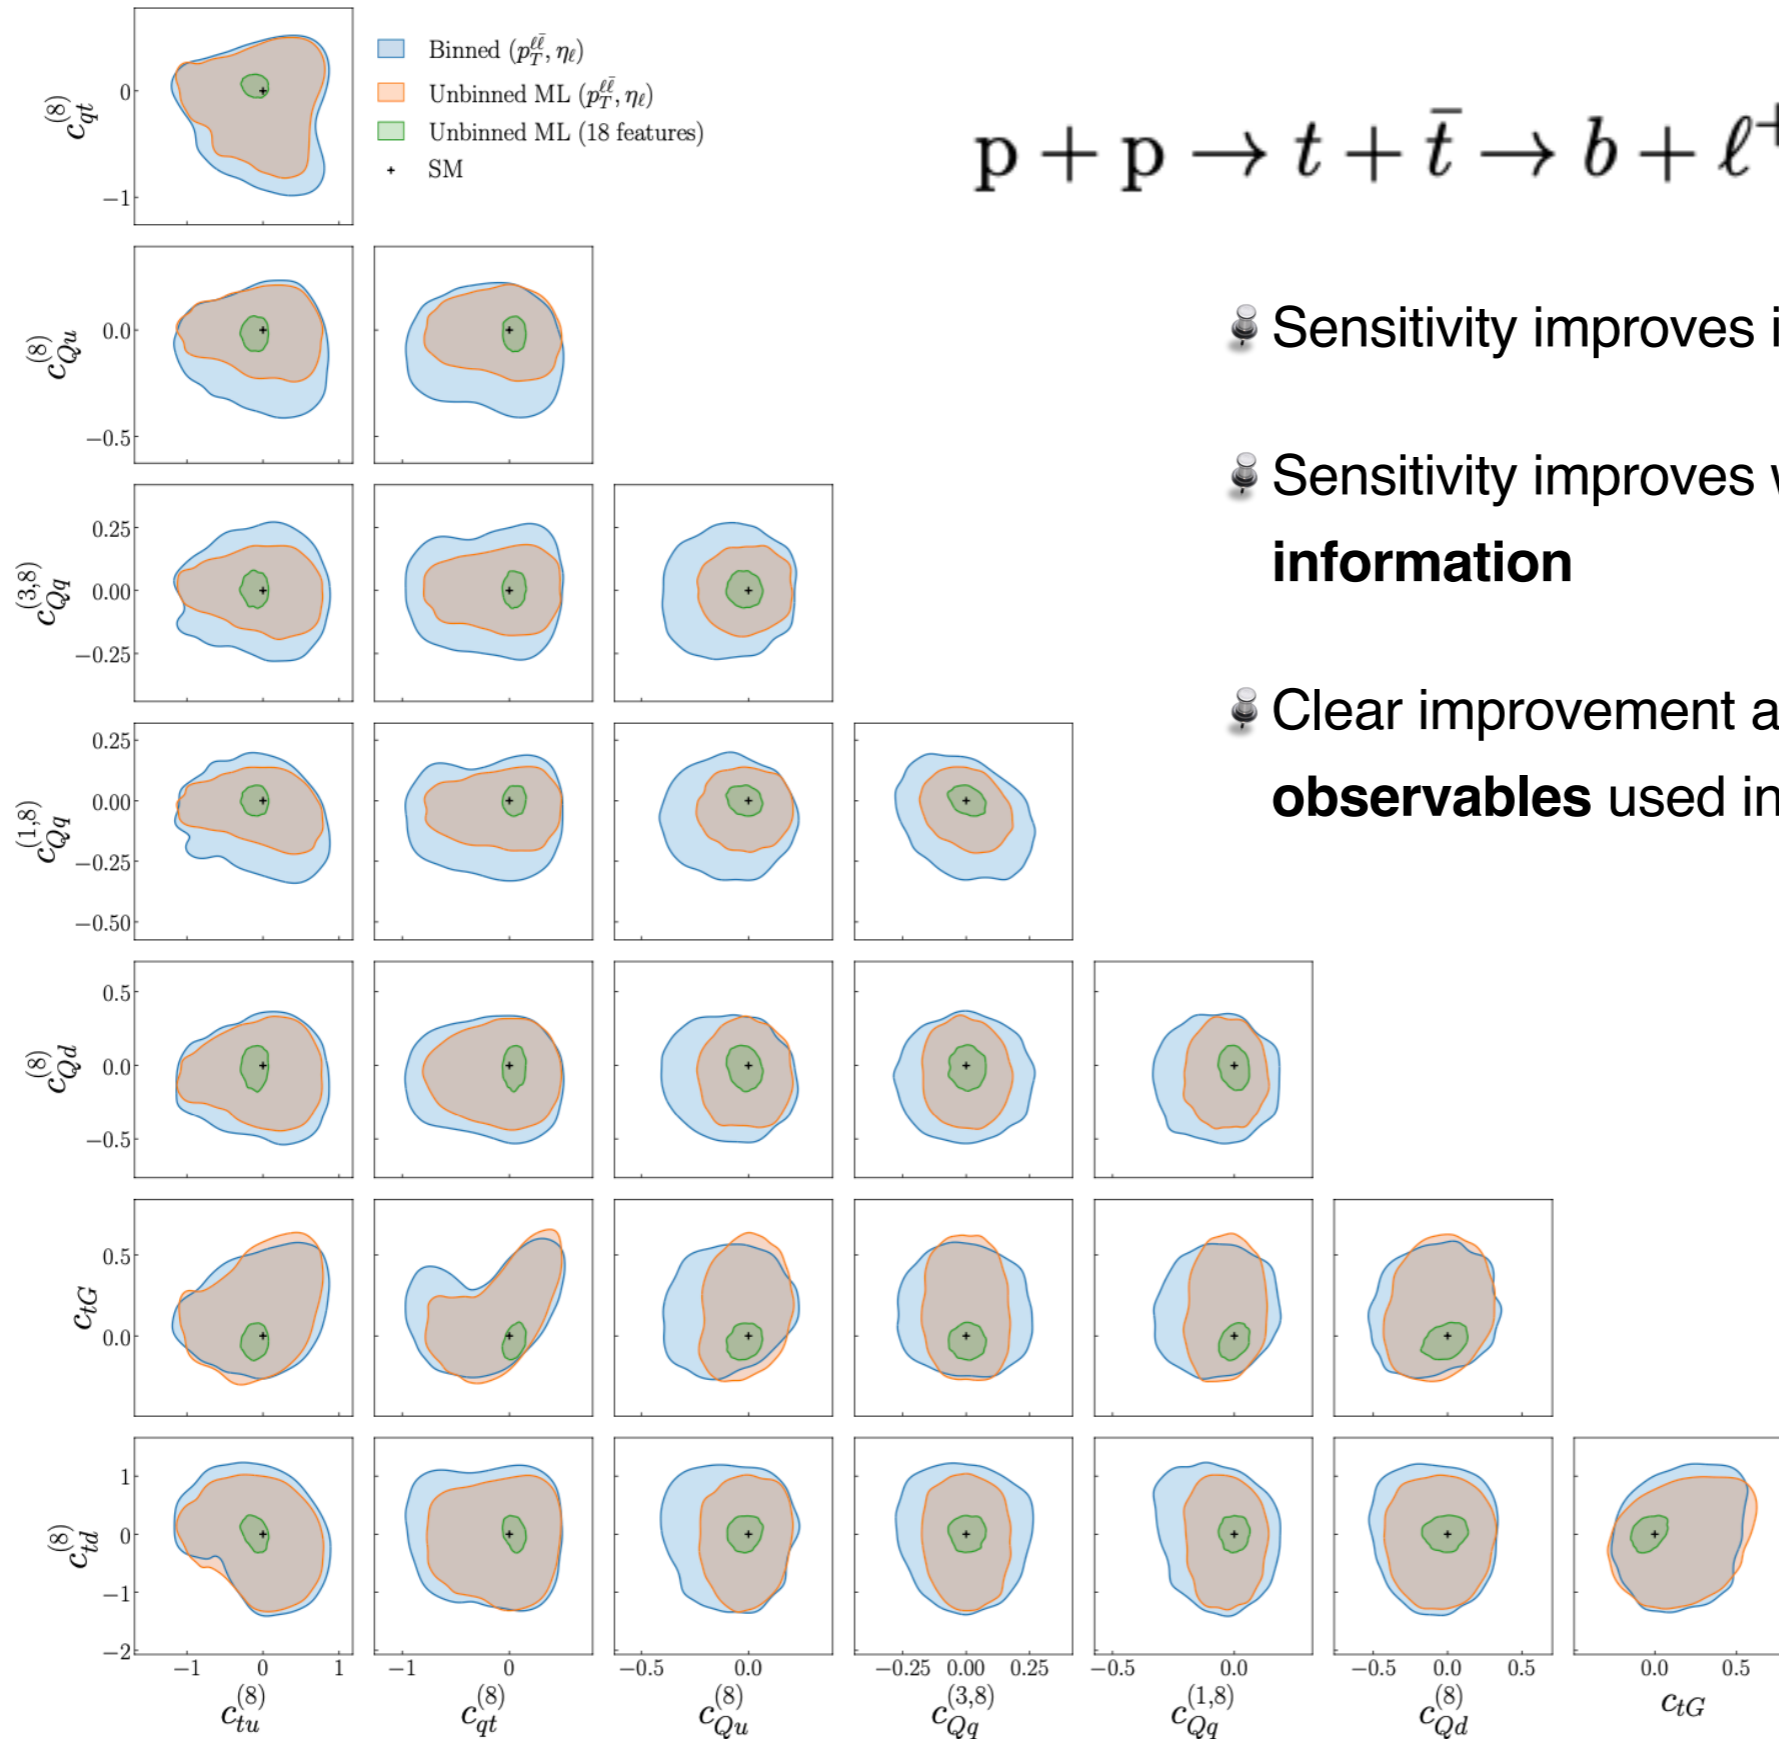 Binned (p_T^{ℓℓ̄}, η_ℓ)
Unbinned ML (p_T^{ℓℓ̄}, η_ℓ)
Unbinned ML (18 features)
+ SM
p + p → t + t̄ → b + ℓ⁺
Sensitivity improves i
Sensitivity improves
information
Clear improvement a
observables used in
c_{qt}^{(8)}
0
−1
c_{Qu}^{(8)}
0.0
−0.5
c_{Qq}^{(3,8)}
0.25
0.00
−0.25
c_{Qq}^{(1,8)}
0.25
0.00
−0.25
−0.50
c_{Qd}^{(8)}
0.5
0.0
−0.5
c_{tG}
0.5
0.0
c_{td}^{(8)}
1
0
−1
−2
−1 0 1 −1 0 −0.5 0.0 −0.25 0.00 0.25 −0.5 0.0 −0.5 0.0 0.5 0.0 0.5
c_{tu}^{(8)} c_{qt}^{(8)} c_{Qu}^{(8)} c_{Qq}^{(3,8)} c_{Qq}^{(1,8)} c_{Qd}^{(8)} c_{tG}